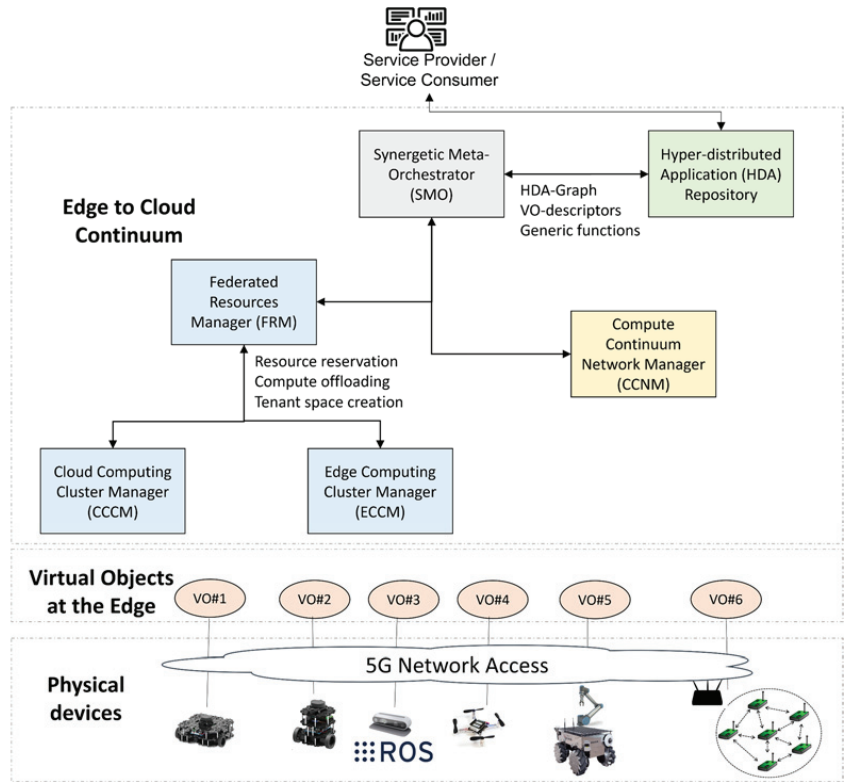 Service Provider /
Service Consumer
Synergetic Meta-
Orchestrator
(SMO)
Hyper-distributed
Application (HDA)
Repository
HDA-Graph
VO-descriptors
Generic functions
Edge to Cloud
Continuum
Federated
Resources
Manager (FRM)
Compute
Continuum
Network Manager
(CCNM)
Resource reservation
Compute offloading
Tenant space creation
Cloud Computing
Cluster Manager
(CCCM)
Edge Computing
Cluster Manager
(ECCM)
Virtual Objects
at the Edge
VO#1
VO#2
VO#3
VO#4
VO#5
VO#6
5G Network Access
Physical
devices
ROS